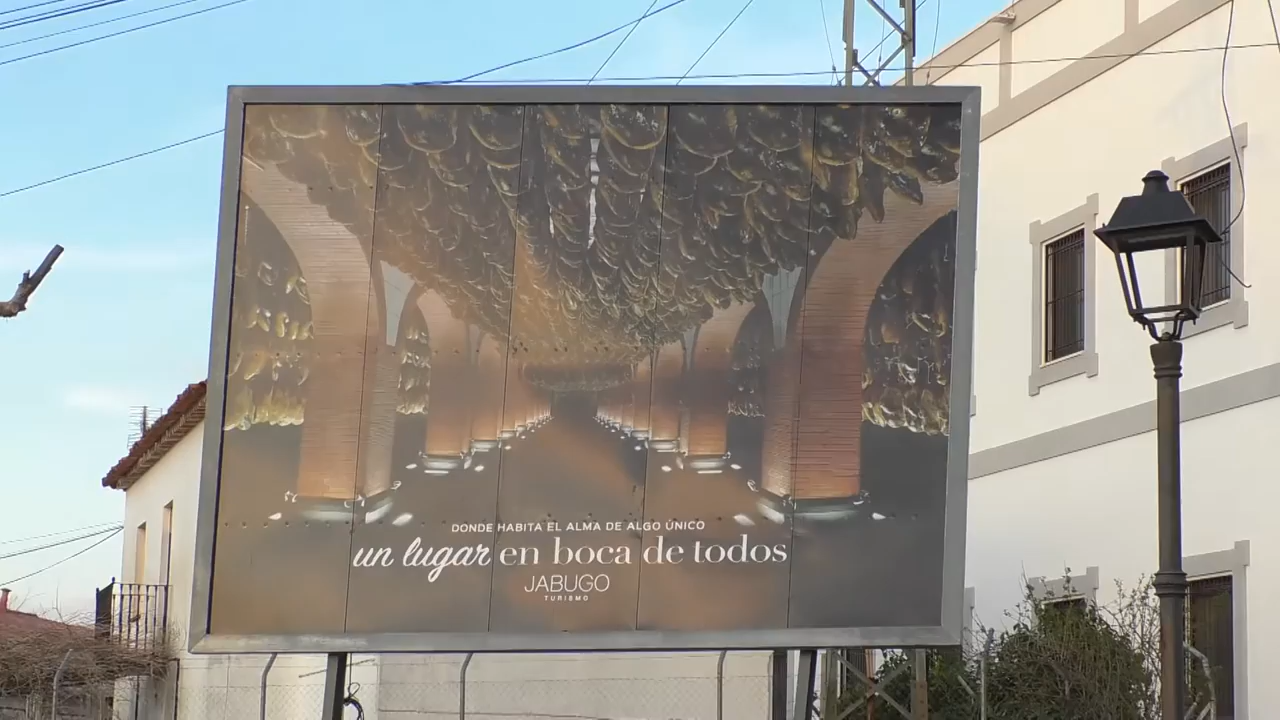 DONDE HABITA EL ALMA DE ALGO ÚNICO
un lugar en boca de todos
JABUGO
TURISMO